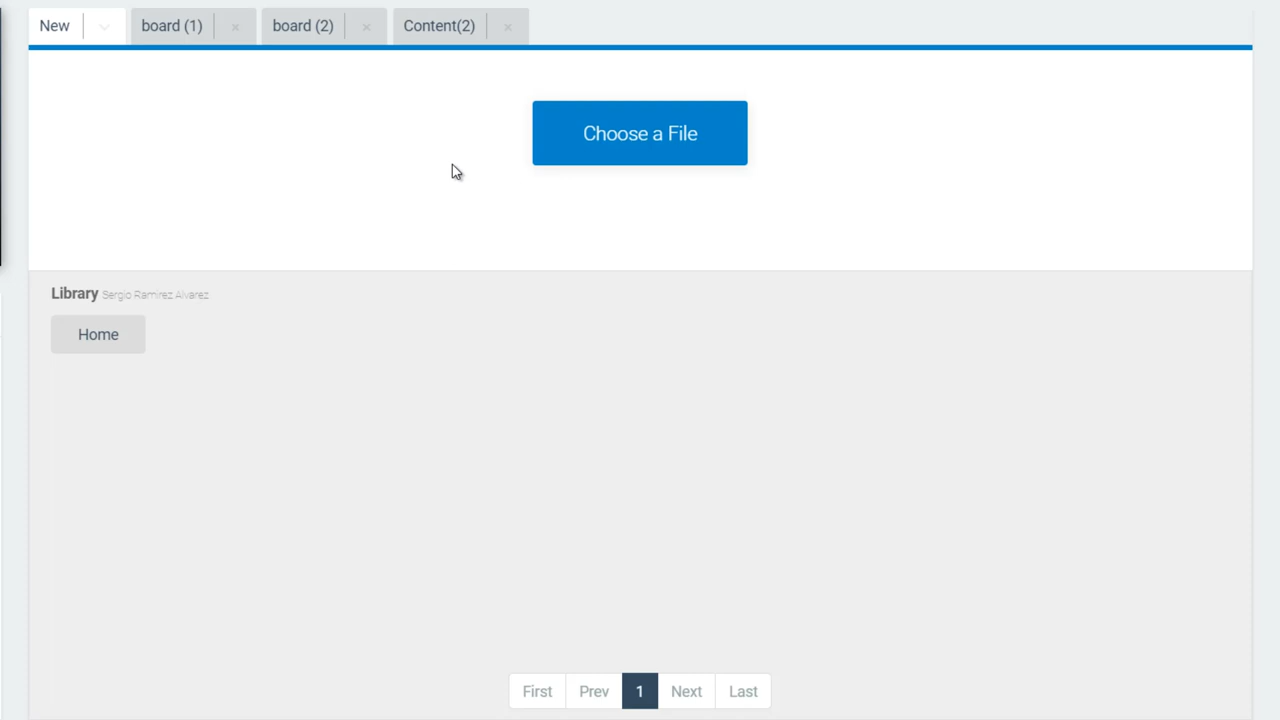 New board (1) × board (2) × Content(2) ×
Choose a File
Library Sergio Ramirez Alvarez
Home
First Prev 1 Next Last